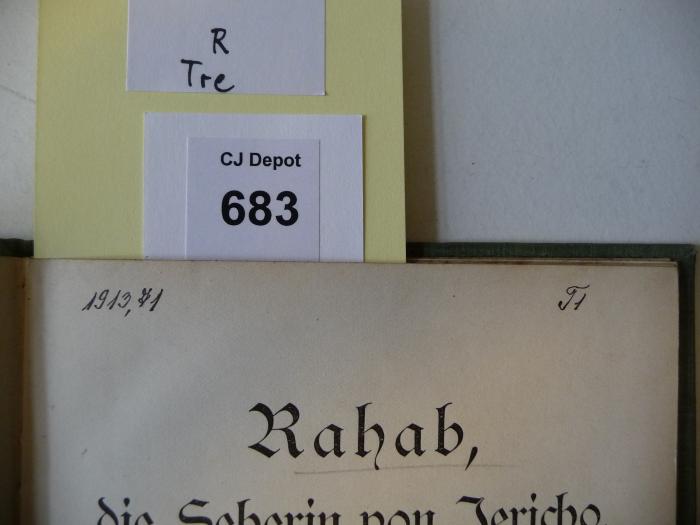 R
Tre
CJ Depot
683
1913, 71
T1
Rahab,
die Seherin von Jericho